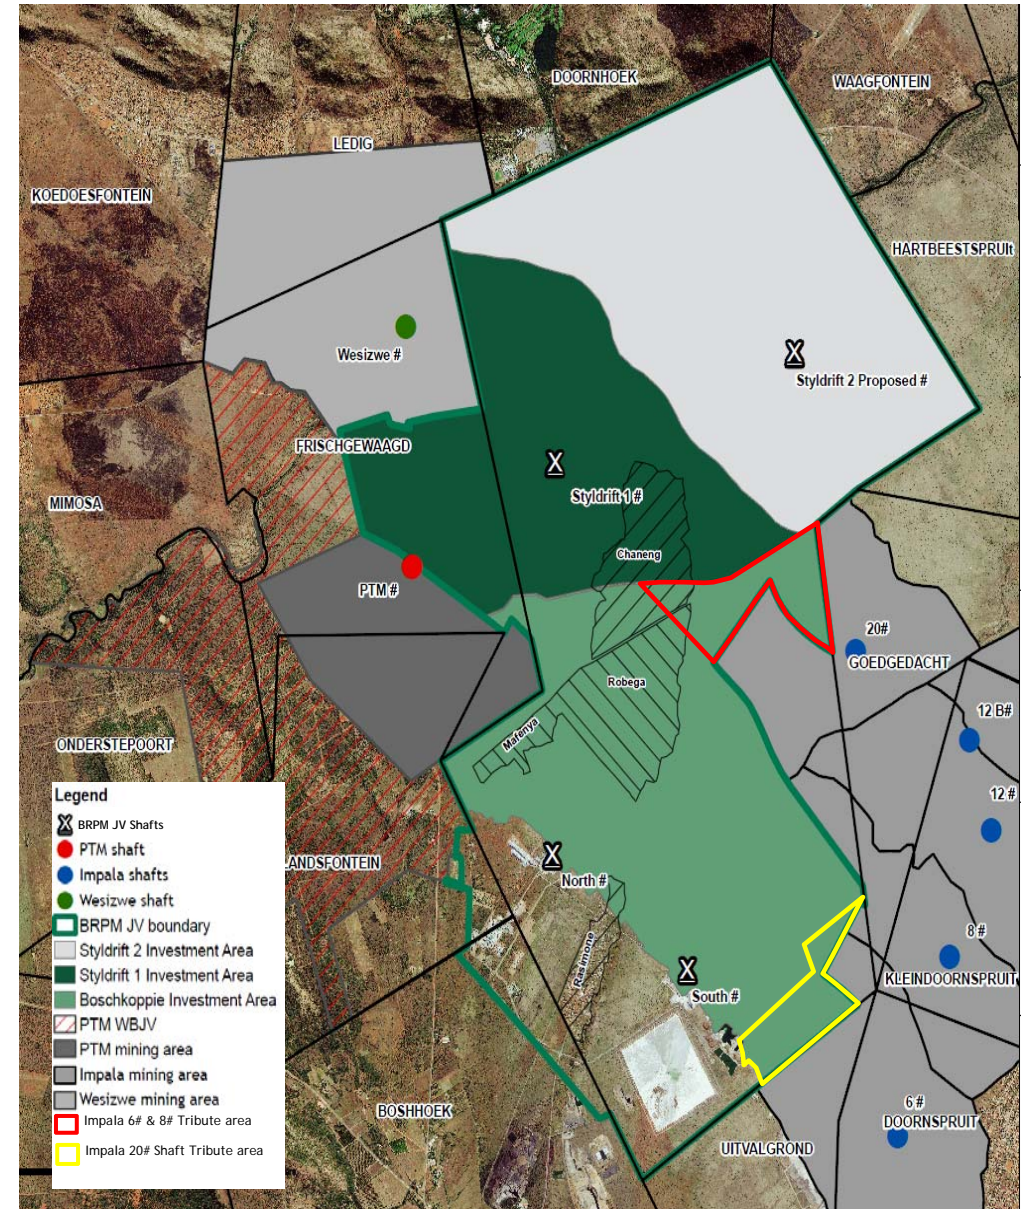 DOORNHOEK
WAAGFONTEIN
LEDIG
KOEDOESFONTEIN
HARTBEESTSPRUIt
Wesizwe #
X
Styldrift 2 Proposed #
FRISCHGEWAAGD
X
Styldrift 1 #
MIMOSA
Chaneng
PTM #
20#
GOEDGEDACHT
Robega
12 B#
Mafenya
ONDERSTEPOORT
12 #
Legend
X BRPM JV Shafts
PTM shaft
Impala shafts
Wesizwe shaft
BRPM JV boundary
Styldrift 2 Investment Area
Styldrift 1 Investment Area
Boschkoppie Investment Area
PTM WBJV
PTM mining area
Impala mining area
Wesizwe mining area
Impala 6# & 8# Tribute area
Impala 20# Shaft Tribute area
LANDSFONTEIN
X
North #
8 #
Rasimone
X
South #
KLEINDOORNSPRUIT
BOSHHOEK
6 #
DOORNSPRUIT
UITVALGROND